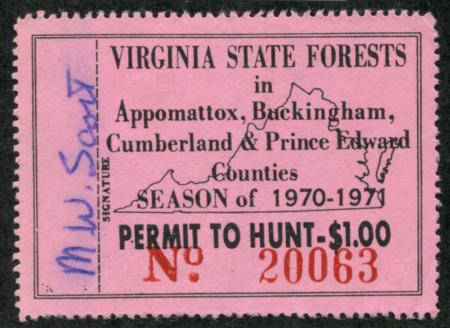 VIRGINIA STATE FORESTS
in
Appomattox, Buckingham,
Cumberland & Prince Edward
Counties
SEASON of 1970-1971
PERMIT TO HUNT-$1.00
Nº 20063
SIGNATURE
M W. Scott